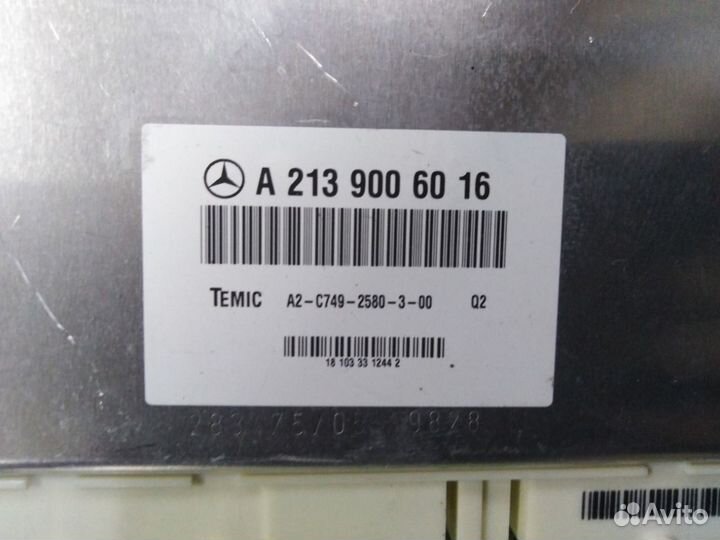 A 213 900 60 16
TEMIC A2-C749-2580-3-00 Q2
18 103 33 1244 2
Avito